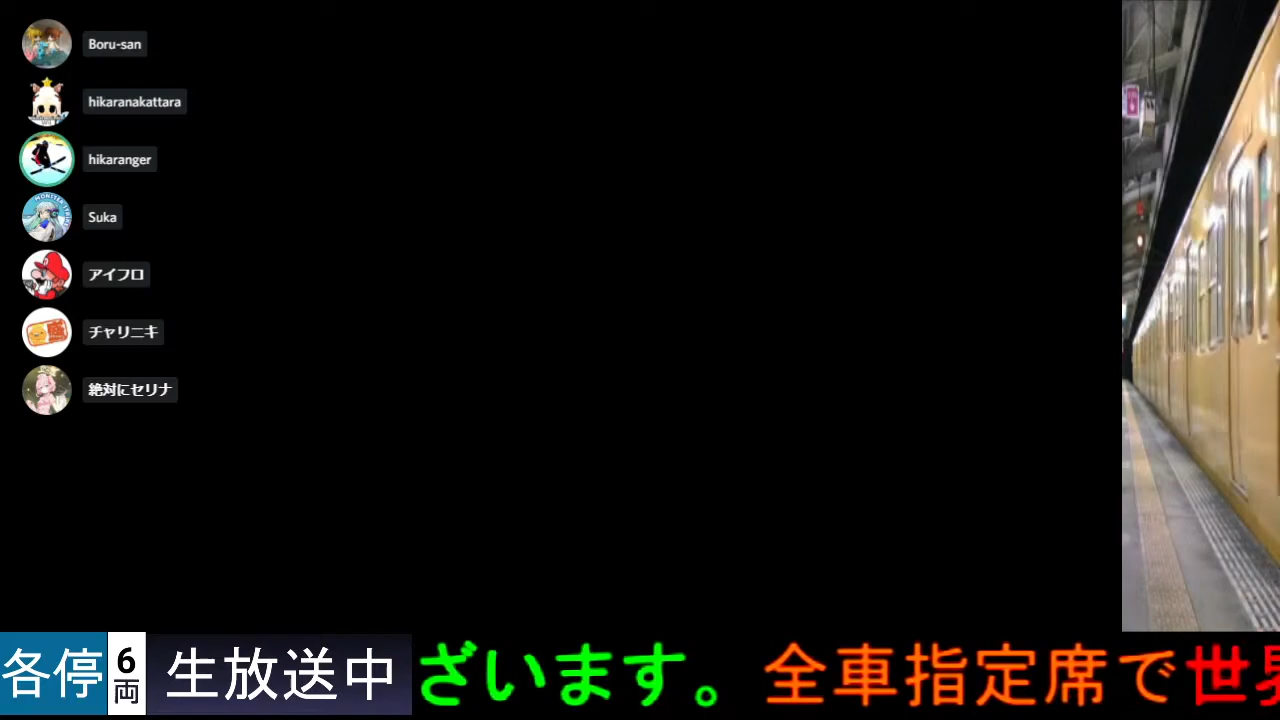 Boru-san
hikaranakattara
hikaranger
Suka
アイフロ
チャリニキ
絶対にセリナ
各停 6両 生放送中 ざいます。 全車指定席で世界